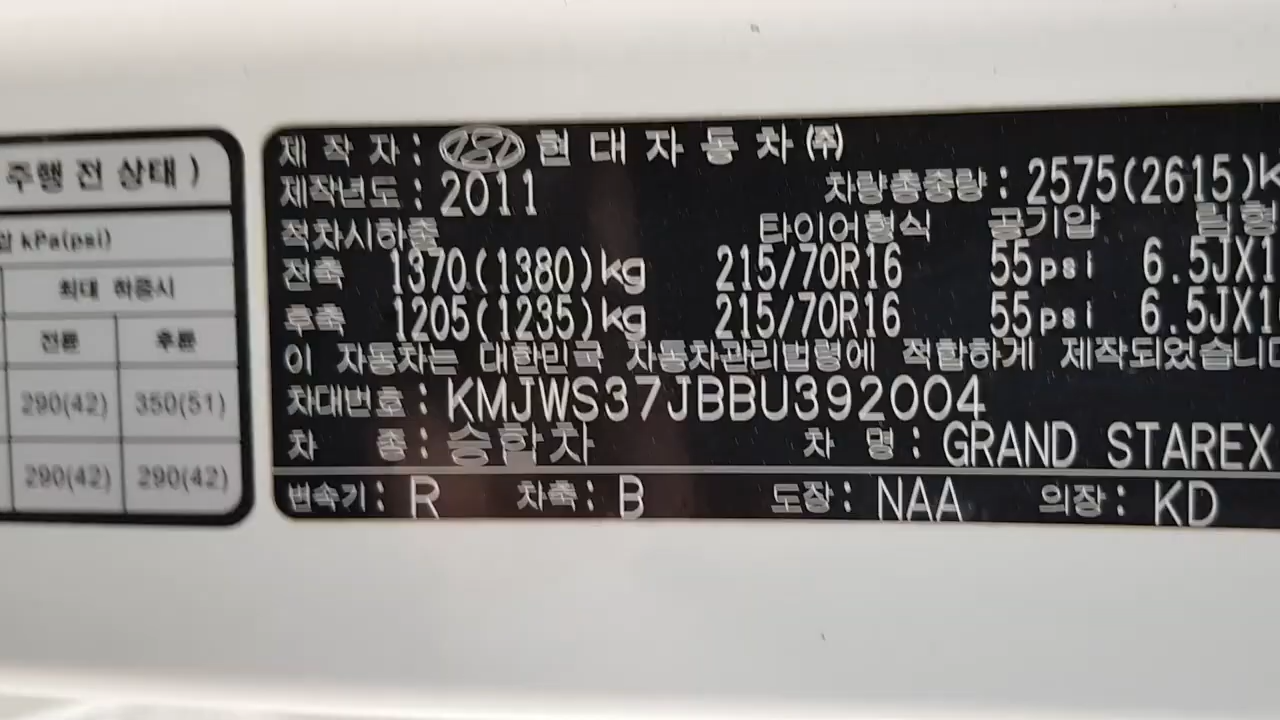 주행 전 상태 )
kPa(psi)
최대 하중시
전륜 후륜
290(42) 350(51)
290(42) 290(42)
제 작 자 : 현 대 자 동 차 ㈜
제작년도 : 2011 차량총중량 : 2575(2615)k
적차시하중 타이어형식 공기압 림형
전축 1370(1380)kg 215/70R16 55psi 6.5JX1
후축 1205(1235)kg 215/70R16 55psi 6.5JX1
이 자동차는 대한민국 자동차관리법령에 적합하게 제작되었습니다
차대번호 : KMJWS37JBBU392004
차 종 : 승합차 차 명 : GRAND STAREX
변속기 : R 차축 : B 도장 : NAA 의장 : KD